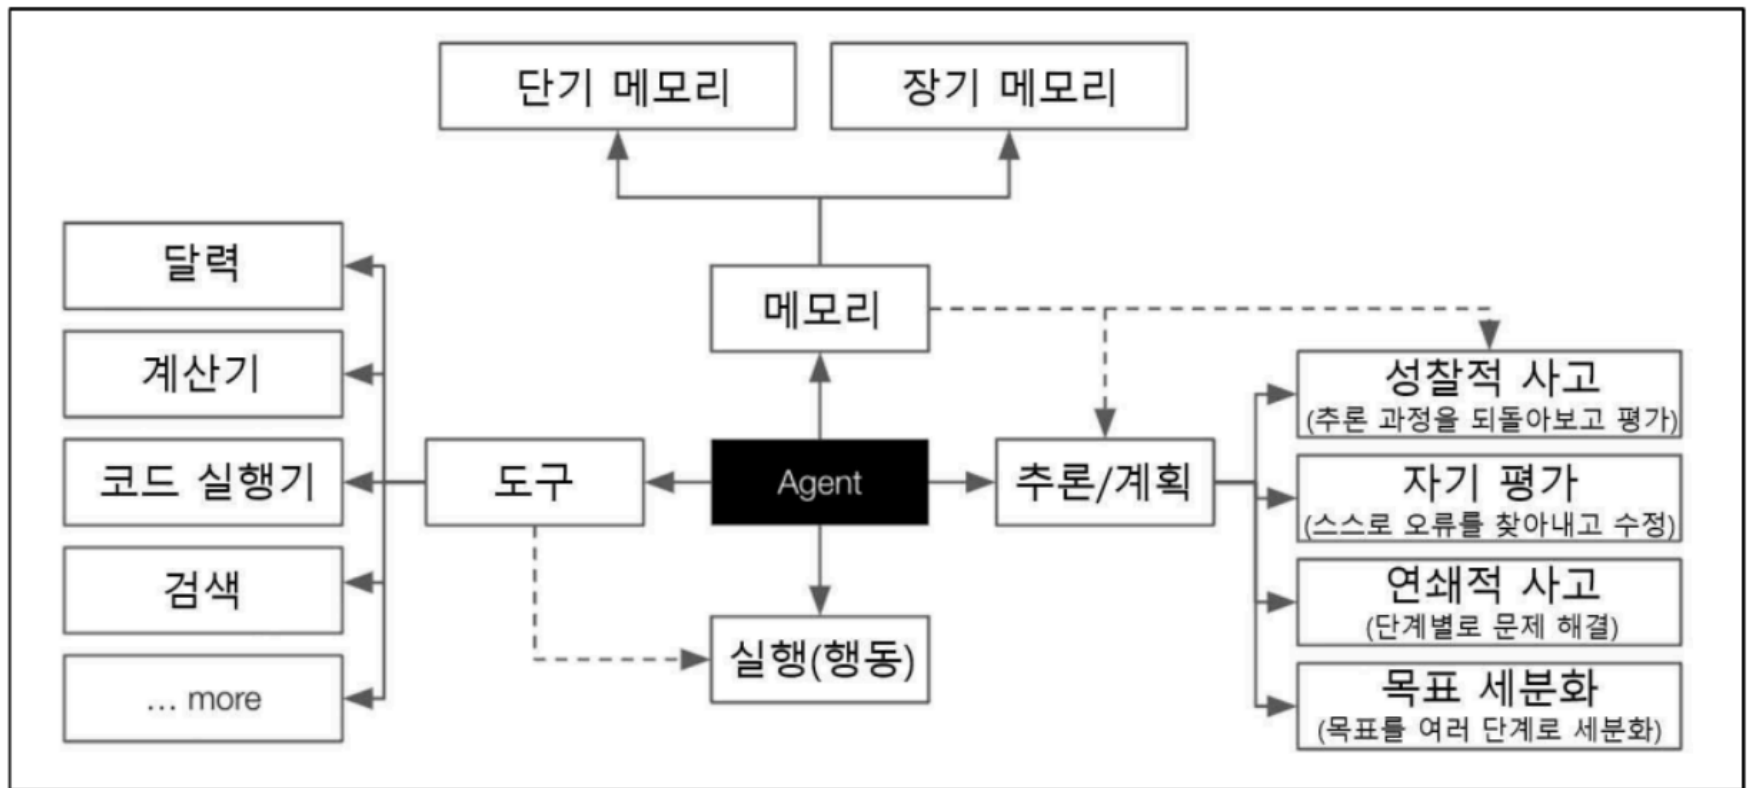 단기 메모리
장기 메모리
달력
메모리
계산기
성찰적 사고
(추론 과정을 되돌아보고 평가)
코드 실행기
도구
Agent
추론/계획
자기 평가
(스스로 오류를 찾아내고 수정)
검색
연쇄적 사고
(단계별로 문제 해결)
실행(행동)
... more
목표 세분화
(목표를 여러 단계로 세분화)